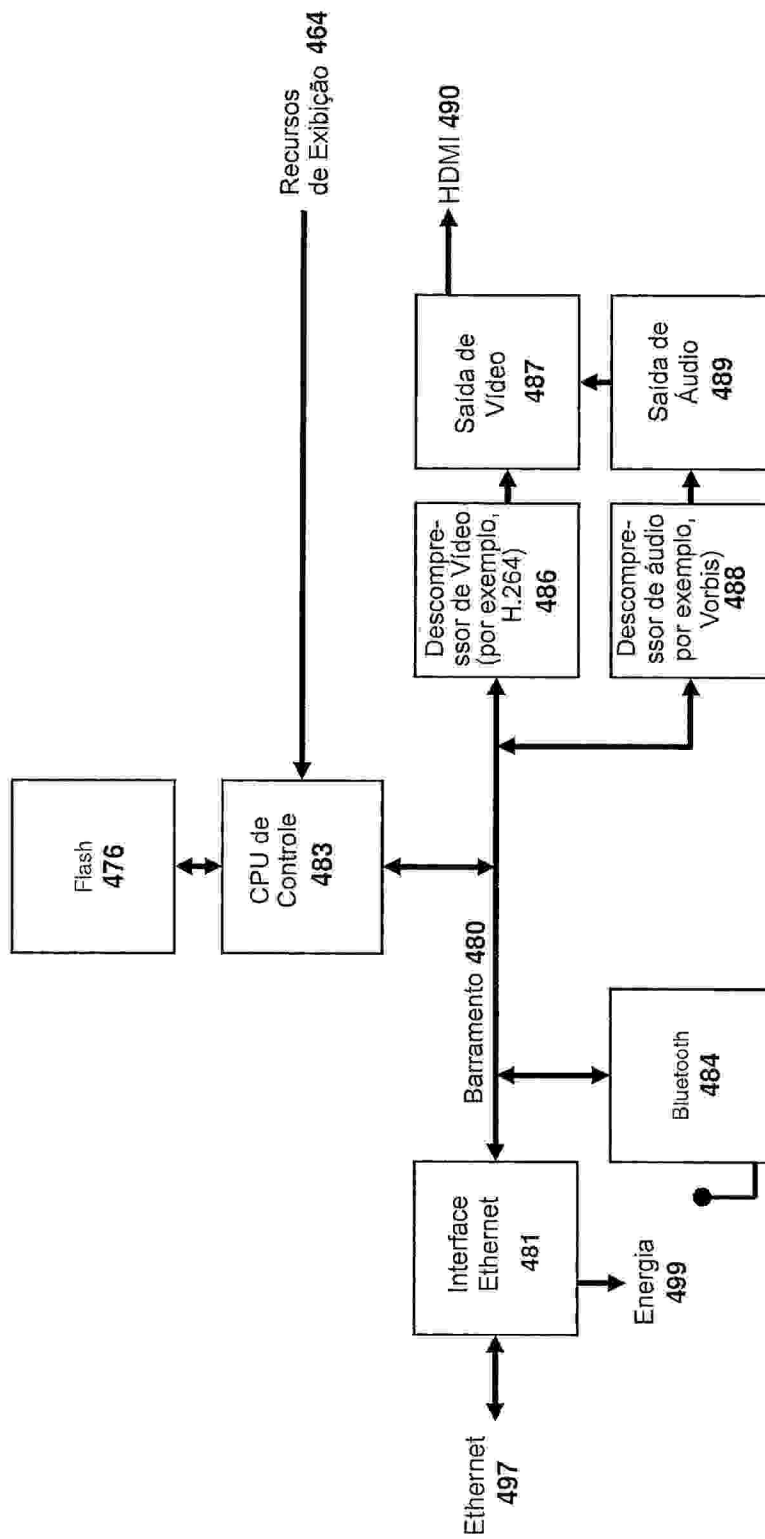 Flash
476
CPU de
Controle
483
Recursos
de Exibição 464
Barramento 480
Ethernet
497
Interface
Ethernet
481
Energia
499
Bluetooth
484
Descompre-
ssor de Vídeo
(por exemplo,
H.264)
486
Saída de
Vídeo
487
HDMI 490
Descompre-
ssor de áudio
por exemplo,
Vorbis)
488
Saída de
Áudio
489